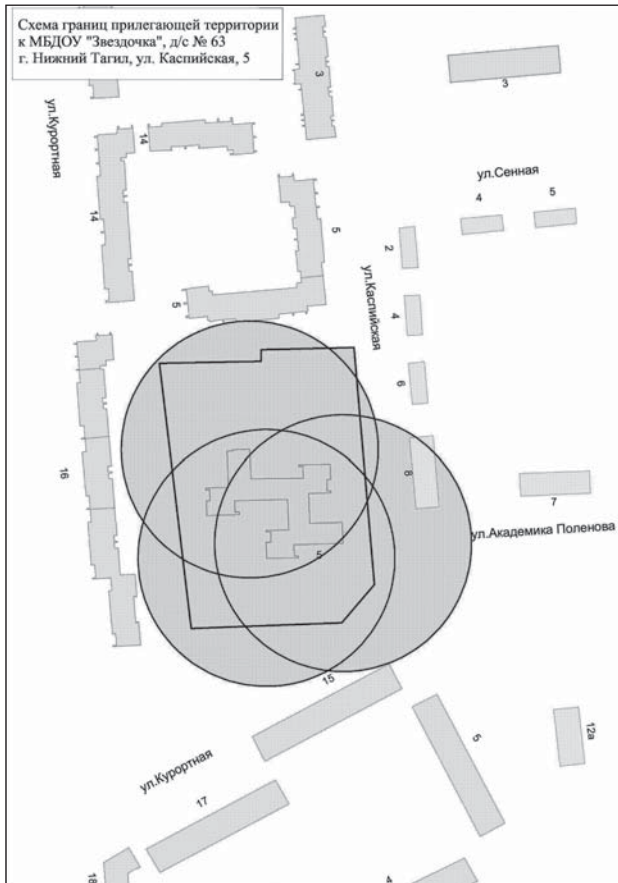 Схема границ прилегающей территории
к МБДОУ "Звездочка", д/с № 63
г. Нижний Тагил, ул. Каспийская, 5
3
3
ул.Курортная
14
14
ул.Сенная
4
5
5
2
5
ул.Каспийская
4
6
16
8
7
ул.Академика Поленова
5
15
5
12а
ул.Курортная
17
18
4